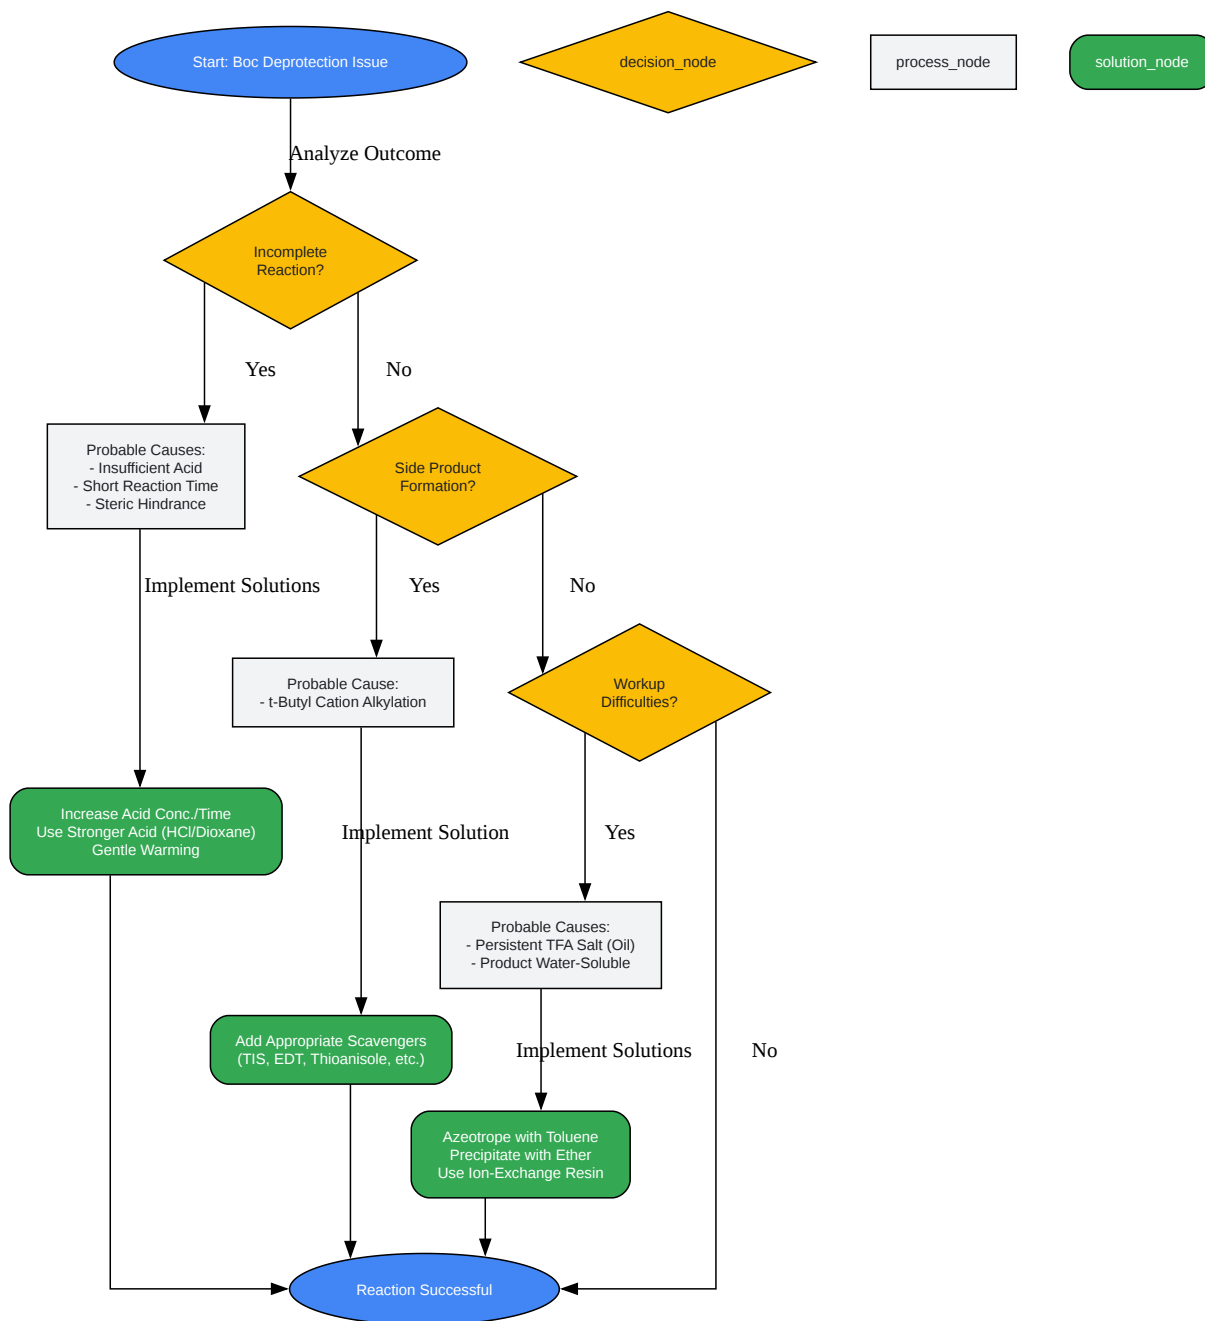 Start: Boc Deprotection Issue
decision_node
process_node
solution_node
Analyze Outcome
Incomplete
Reaction?
Yes
No
Probable Causes:
- Insufficient Acid
- Short Reaction Time
- Steric Hindrance
Side Product
Formation?
Implement Solutions
Yes
No
Probable Cause:
- t-Butyl Cation Alkylation
Workup
Difficulties?
Increase Acid Conc./Time
Use Stronger Acid (HCl/Dioxane)
Gentle Warming
Implement Solution
Yes
Probable Causes:
- Persistent TFA Salt (Oil)
- Product Water-Soluble
Add Appropriate Scavengers
(TIS, EDT, Thioanisole, etc.)
Implement Solutions
No
Azeotrope with Toluene
Precipitate with Ether
Use Ion-Exchange Resin
Reaction Successful